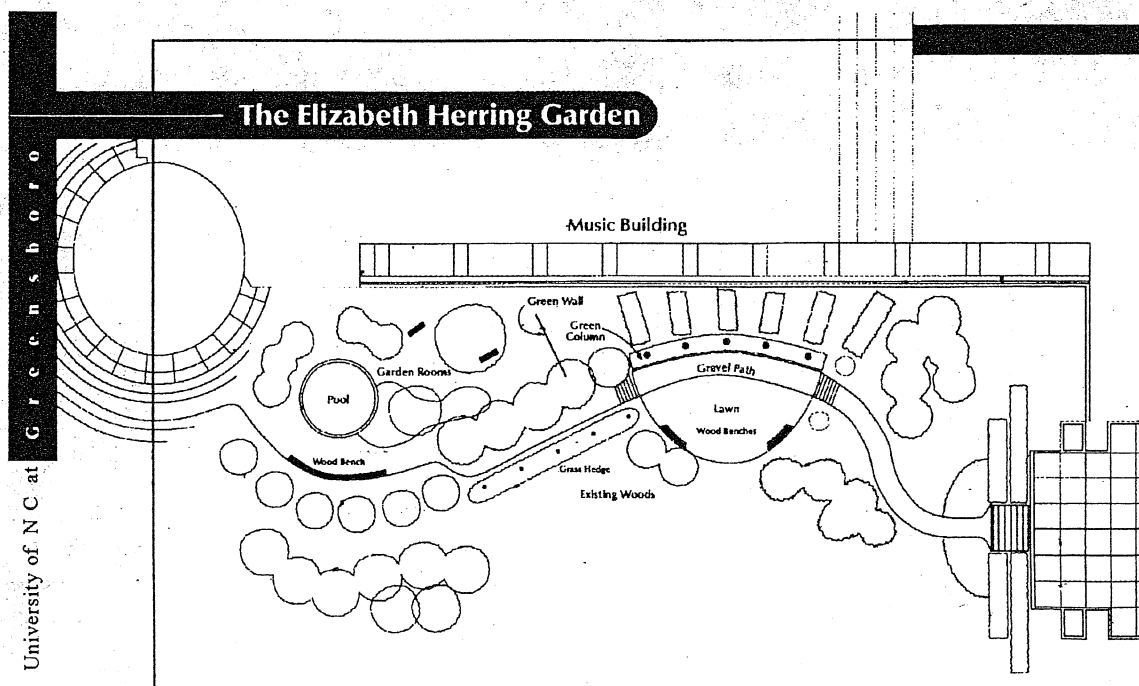 The Elizabeth Herring Garden
University of N C at Greensboro
Music Building
Green Wall
Green
Column
Garden Rooms
Gravel Path
Pool
Lawn
Wood Benches
Wood Bench
Grass Hedge
Existing Woods